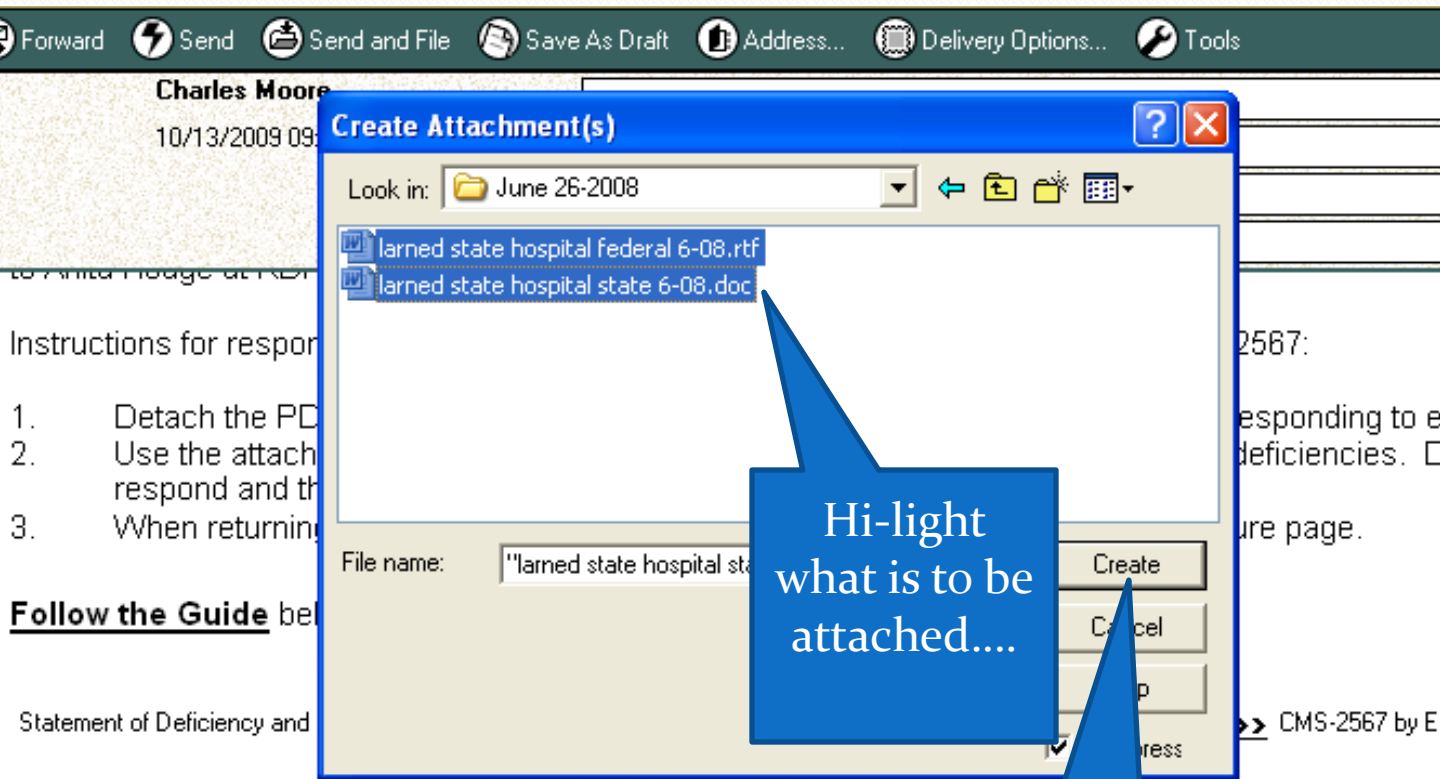 Forward Send Send and File Save As Draft Address... Delivery Options... Tools
Charles Moore
10/13/2009 09:
Create Attachment(s)
Look in: June 26-2008
larned state hospital federal 6-08.rtf
larned state hospital state 6-08.doc
Instructions for respon 2567:
1. Detach the PD esponding to e
2. Use the attach deficiencies. D
respond and th
3. When returning ure page.
File name: "larned state hospital sta
Hi-light
what is to be
attached....
Create
Cancel
Follow the Guide bel
Statement of Deficiency and >> CMS-2567 by E